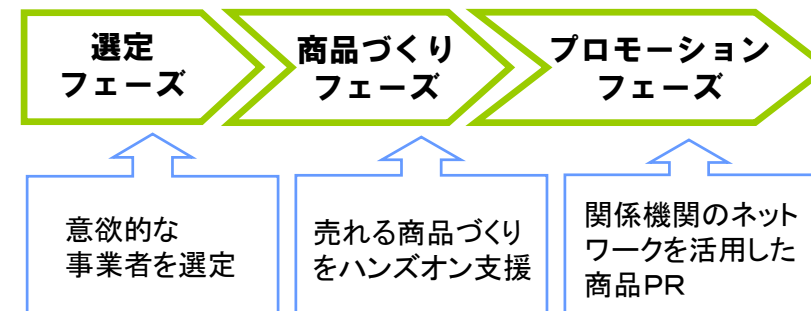 選定
フェーズ
商品づくり
フェーズ
プロモーション
フェーズ
意欲的な
事業者を選定
売れる商品づくり
をハンズオン支援
関係機関のネット
ワークを活用した
商品PR